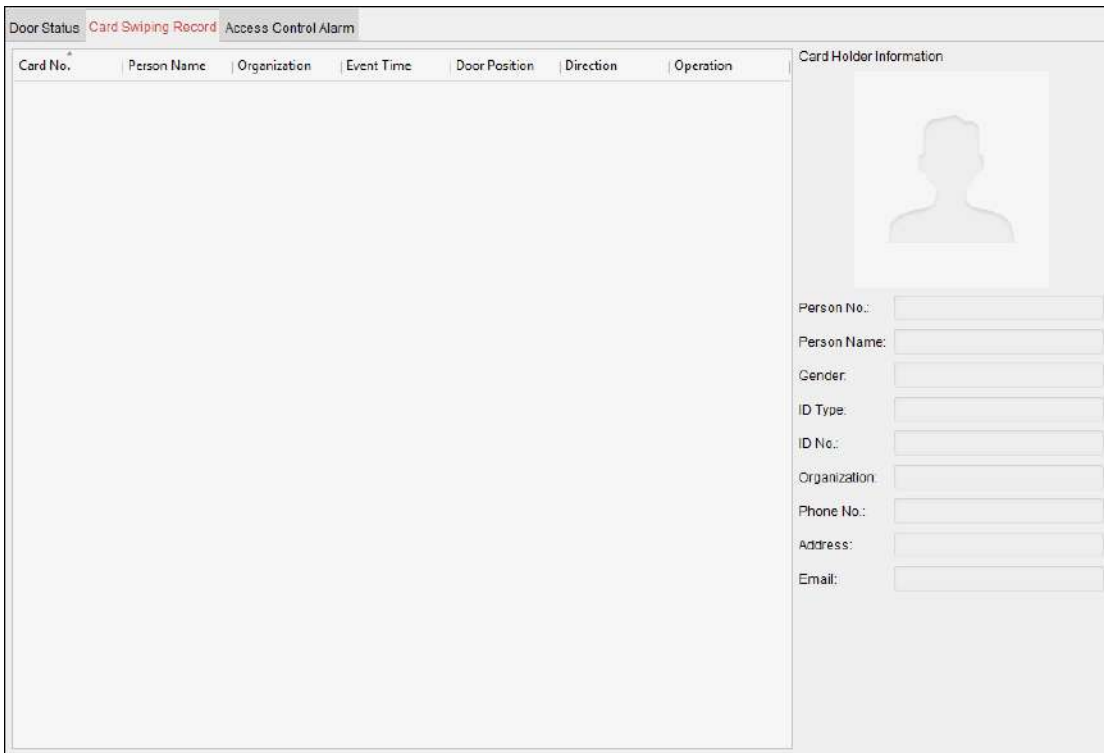 Door Status Card Swiping Record Access Control Alarm
Card No. Person Name Organization Event Time Door Position Direction Operation
Card Holder Information
Person No.:
Person Name:
Gender:
ID Type:
ID No.:
Organization:
Phone No.:
Address:
Email: